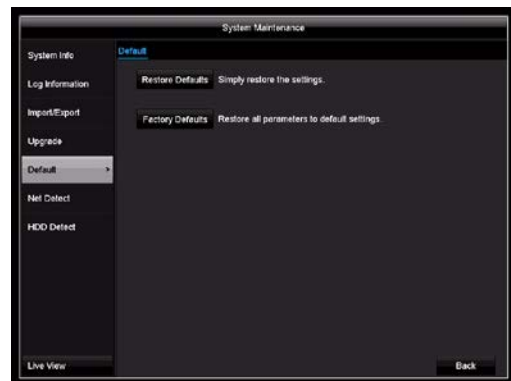 System Maintenance
System Info
Default
Log Information
Restore Defaults Simply restore the settings.
Import/Export
Factory Defaults Restore all parameters to default settings.
Upgrade
Default >
Net Detect
HDD Detect
Live View
Back